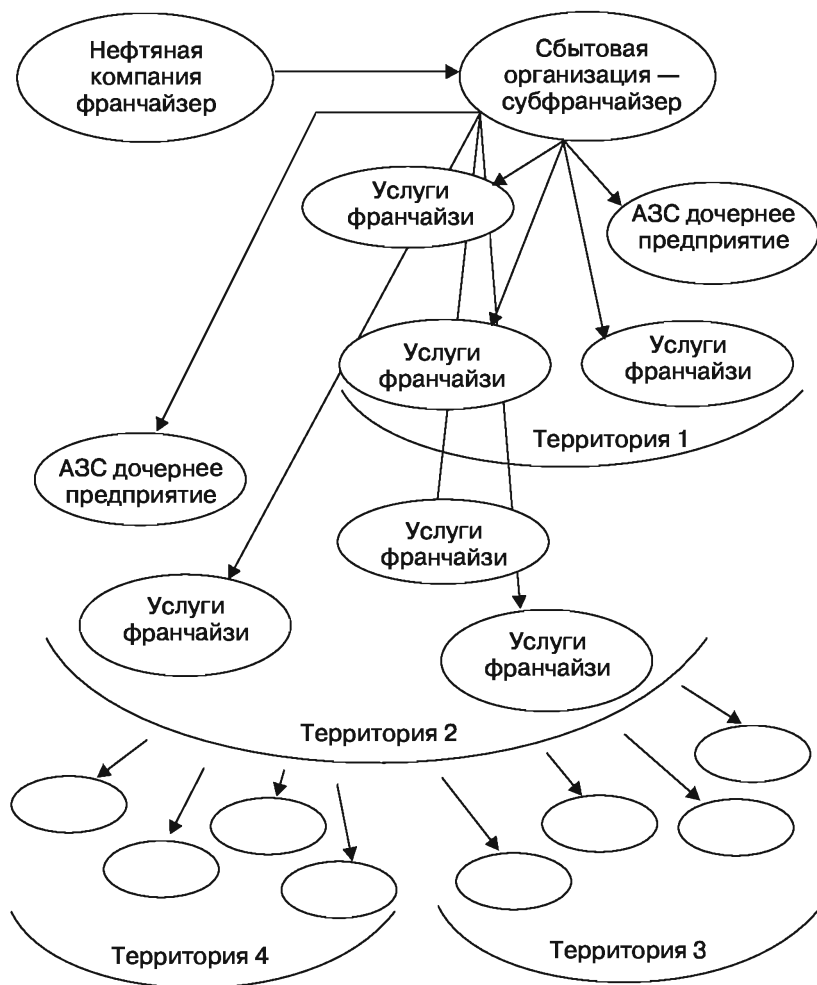 Нефтяная
компания
франчайзер
Сбытовая
организация —
субфранчайзер
Услуги
франчайзи
АЗС дочернее
предприятие
Услуги
франчайзи
Услуги
франчайзи
Территория 1
АЗС дочернее
предприятие
Услуги
франчайзи
Услуги
франчайзи
Услуги
франчайзи
Территория 2
Территория 4
Территория 3